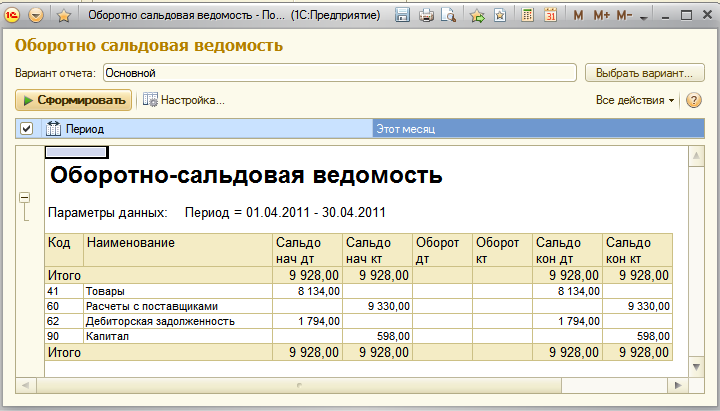 Оборотно сальдовая ведомость - По... (1С:Предприятие)
M M+ M-
31
Оборотно сальдовая ведомость
Вариант отчета: Основной Выбрать вариант...
Сформировать Настройка... Все действия ?
Период Этот месяц
Оборотно-сальдовая ведомость
Параметры данных: Период = 01.04.2011 - 30.04.2011
Код Наименование Сальдо нач дт Сальдо нач кт Оборот дт Оборот кт Сальдо кон дт Сальдо кон кт
Итого 9 928,00 9 928,00 9 928,00 9 928,00
41 Товары 8 134,00 8 134,00
60 Расчеты с поставщиками 9 330,00 9 330,00
62 Дебиторская задолженность 1 794,00 1 794,00
90 Капитал 598,00 598,00
Итого 9 928,00 9 928,00 9 928,00 9 928,00